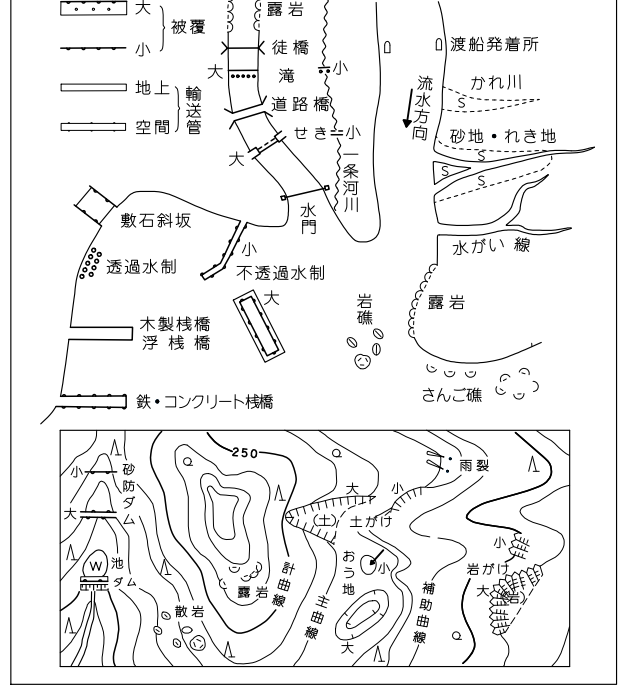 大
被覆
小
地上
輸送管
空間
露岩
徒橋
大
滝
小
道路橋
せき
小
大
一条河川
水門
渡船発着所
流水方向
かれ川
S
砂地・れき地
S
S
S
水がい線
敷石斜坂
透過水制
小
不透過水制
大
木製桟橋
浮桟橋
岩礁
露岩
さんご礁
鉄・コンクリート桟橋
小
砂防ダム
大
W
池
ダム
250
計曲線
露岩
散岩
主曲線
大
小
(土)
土がけ
おう地
小
大
補助曲線
雨裂
小
岩がけ
大
(岩)